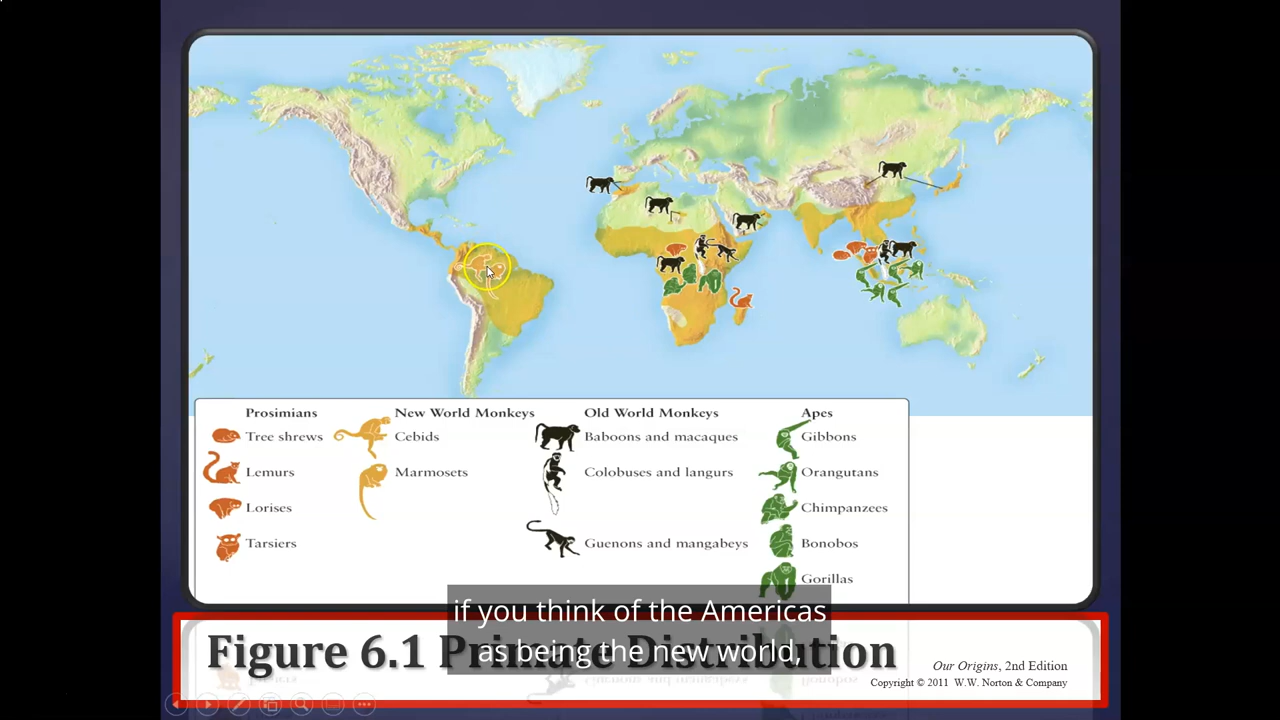 Prosimians
Tree shrews
Lemurs
Lorises
Tarsiers
New World Monkeys
Cebids
Marmosets
Old World Monkeys
Baboons and macaques
Colobuses and langurs
Guenons and mangabeys
Apes
Gibbons
Orangutans
Chimpanzees
Bonobos
Gorillas
if you think of the Americas
as being the new world,
Figure 6.1 Primate Distribution
Our Origins, 2nd Edition
Copyright © 2011 W.W. Norton & Company